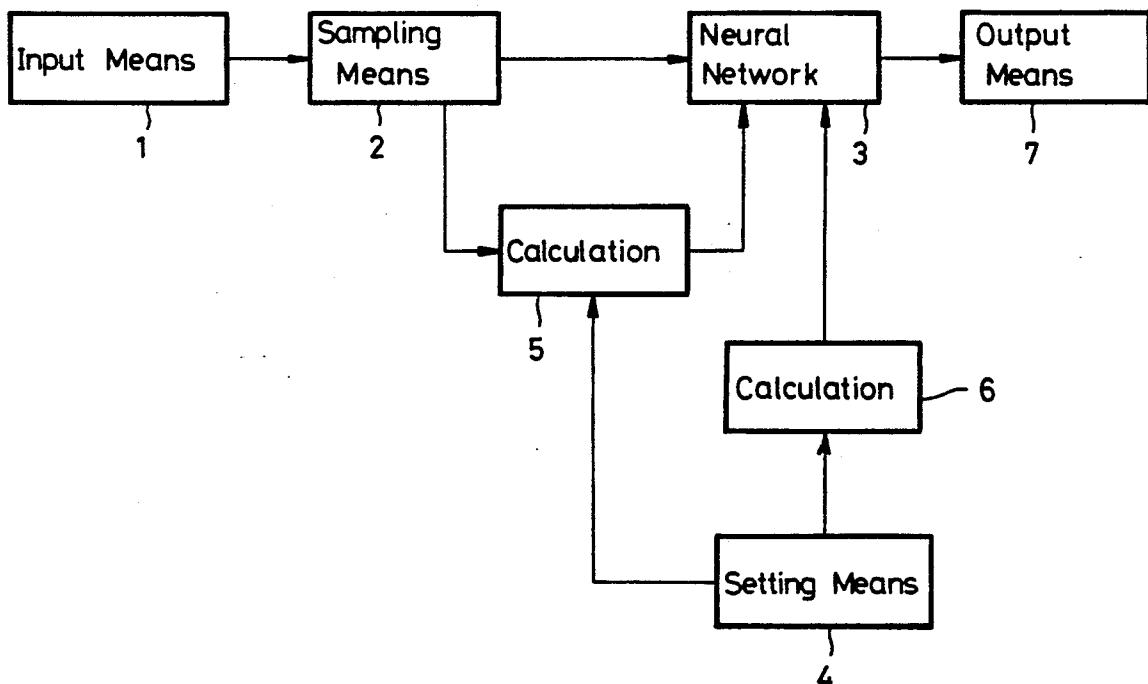 Input Means
1
Sampling
Means
2
Neural
Network
3
Output
Means
7
Calculation
5
Calculation
6
Setting Means
4